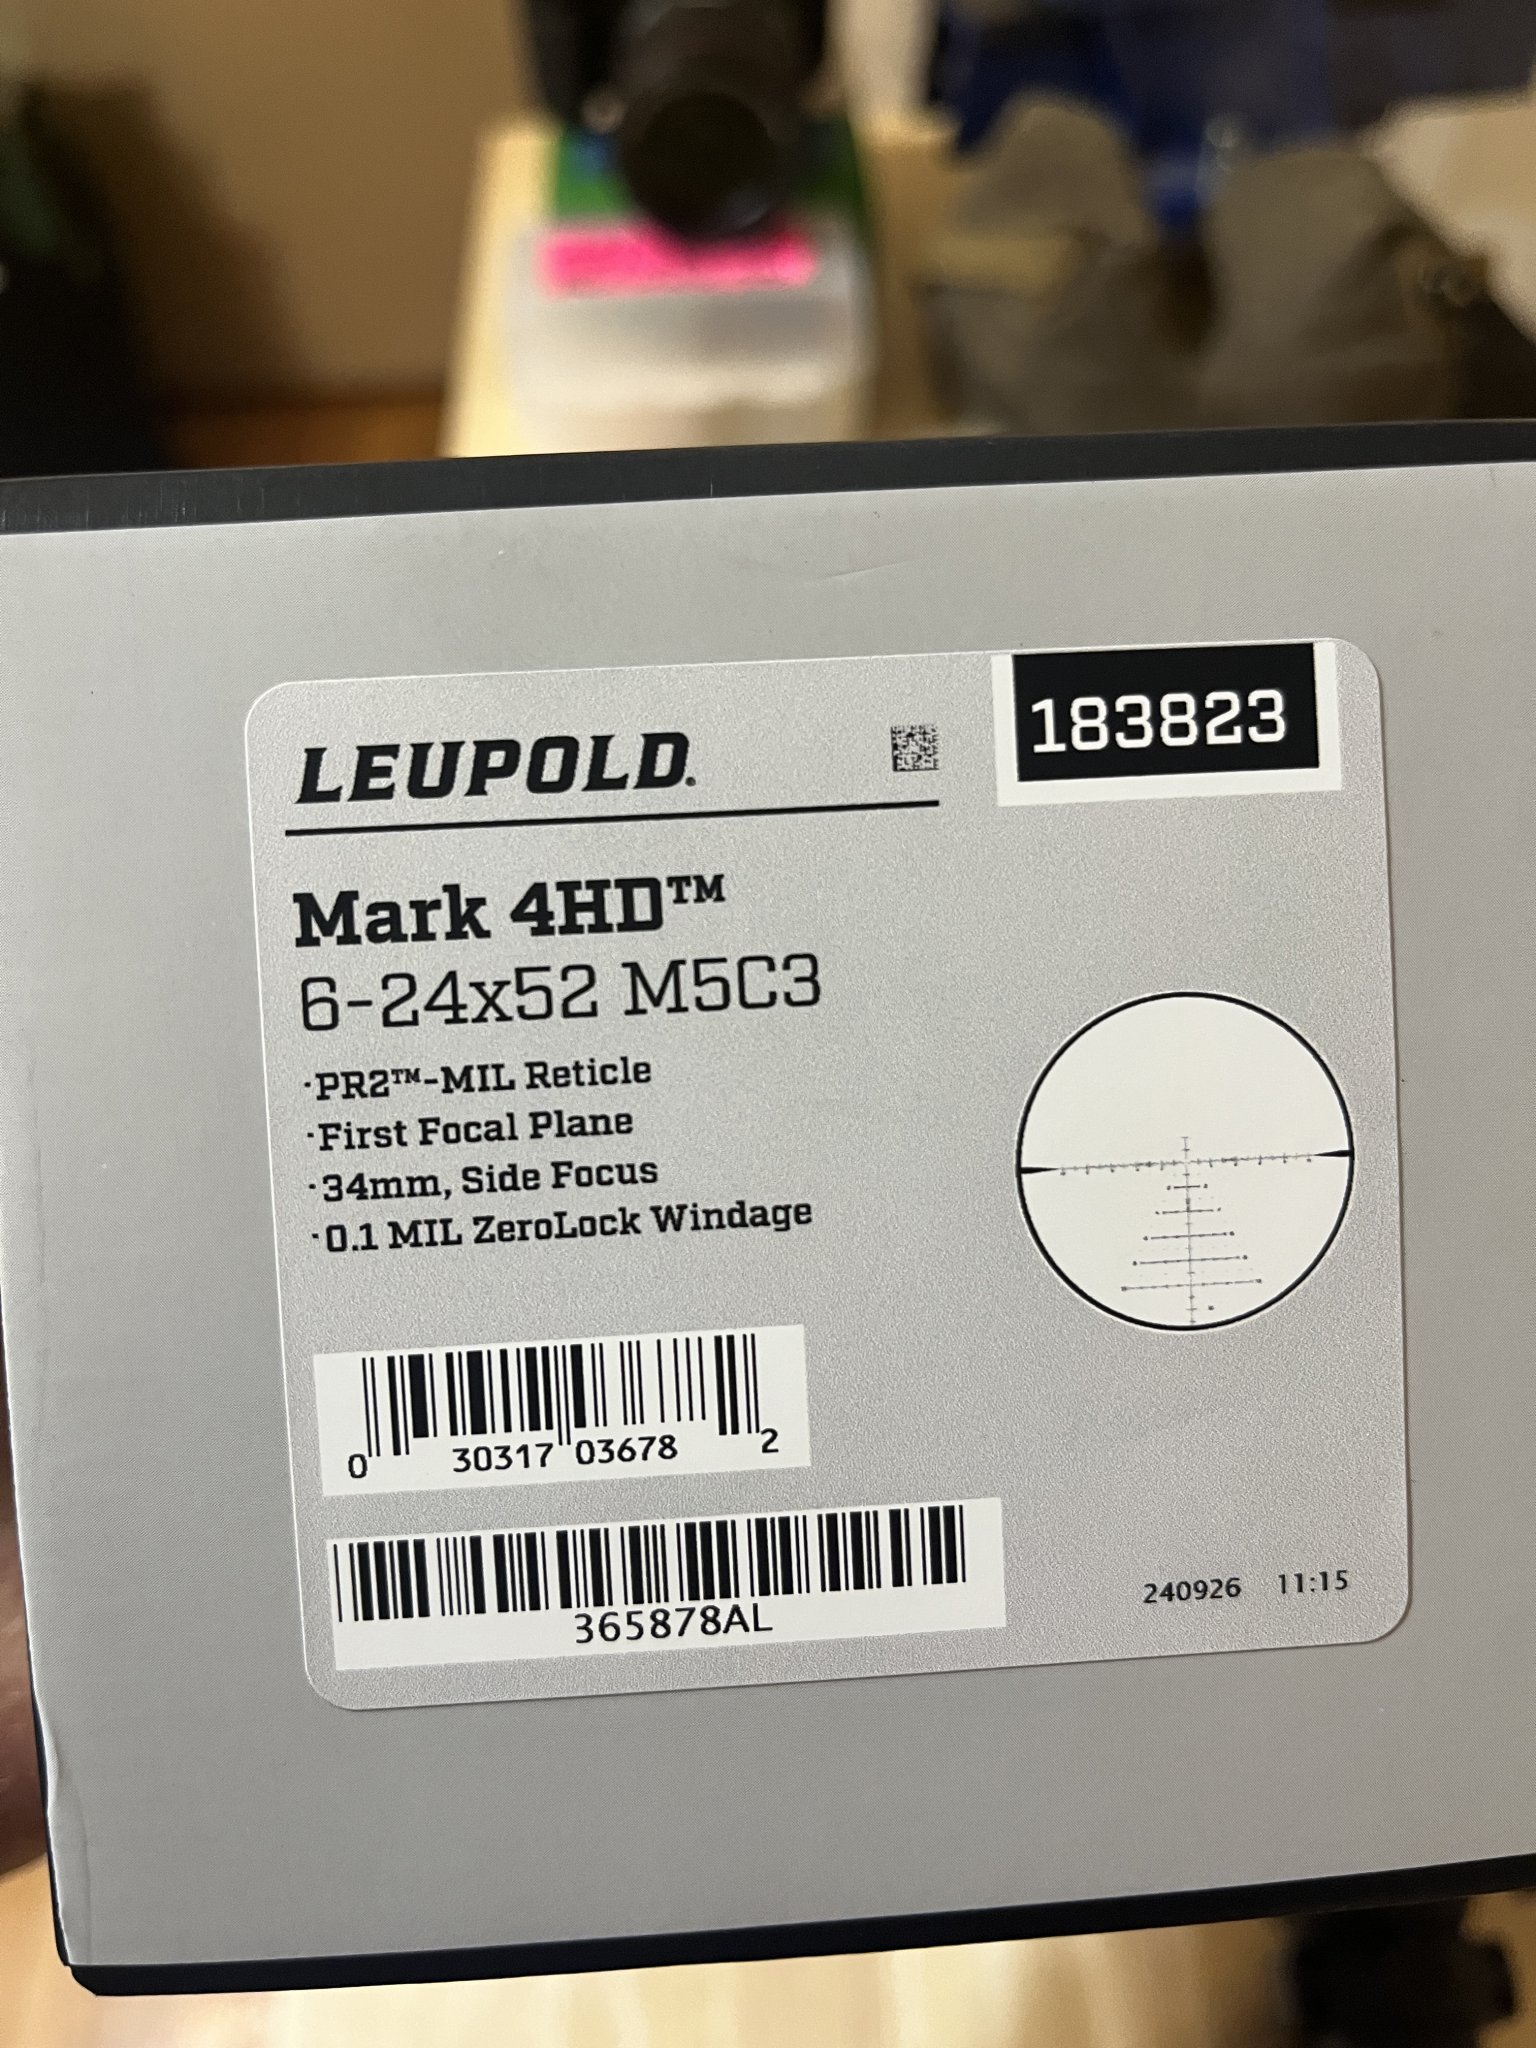 183823
LEUPOLD.
Mark 4HD™
6-24x52 M5C3
·PR2™-MIL Reticle
·First Focal Plane
·34mm, Side Focus
·0.1 MIL ZeroLock Windage
0 30317 03678 2
365878AL
240926 11:15